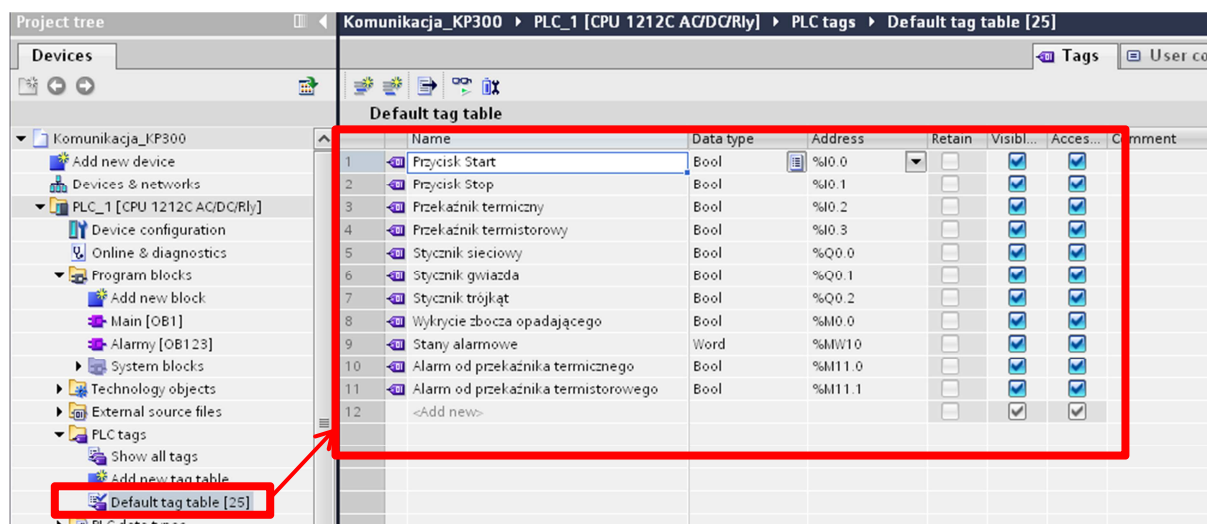 Project tree
Komunikacja_KP300 ▸ PLC_1 [CPU 1212C AC/DC/Rly] ▸ PLC tags ▸ Default tag table [25]
Devices
Tags
User co
Default tag table
Komunikacja_KP300
Add new device
Devices & networks
PLC_1 [CPU 1212C AC/DC/Rly]
Device configuration
Online & diagnostics
Program blocks
Add new block
Main [OB1]
Alarmy [OB123]
System blocks
Technology objects
External source files
PLC tags
Show all tags
Add new tag table
Default tag table [25]
PLC data types
Name Data type Address Retain Visibl... Acces... Comment
1 Przycisk Start Bool %I0.0
2 Przycisk Stop Bool %I0.1
3 Przekaźnik termiczny Bool %I0.2
4 Przekaźnik termistorowy Bool %I0.3
5 Stycznik sieciowy Bool %Q0.0
6 Stycznik gwiazda Bool %Q0.1
7 Stycznik trójkąt Bool %Q0.2
8 Wykrycie zbocza opadającego Bool %M0.0
9 Stany alarmowe Word %MW10
10 Alarm od przekaźnika termicznego Bool %M11.0
11 Alarm od przekaźnika termistorowego Bool %M11.1
12 <Add new>